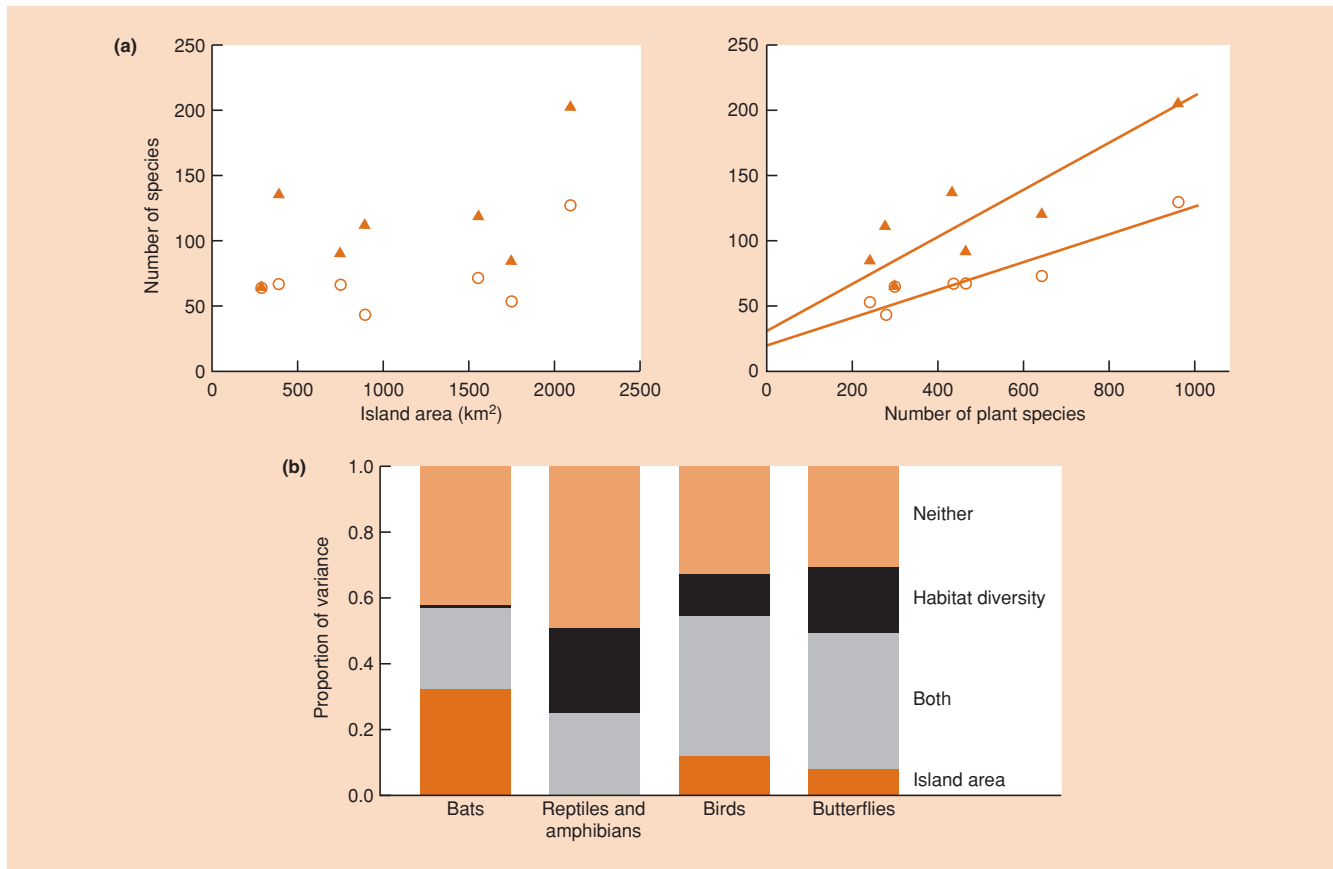 (a)
250
200
150
100
50
0
Number of species
0 500 1000 1500 2000 2500
Island area (km²)
250
200
150
100
50
0
0 200 400 600 800 1000
Number of plant species
(b)
1.0
0.8
0.6
0.4
0.2
0.0
Proportion of variance
Neither
Habitat diversity
Both
Island area
Bats Reptiles and Birds Butterflies
amphibians